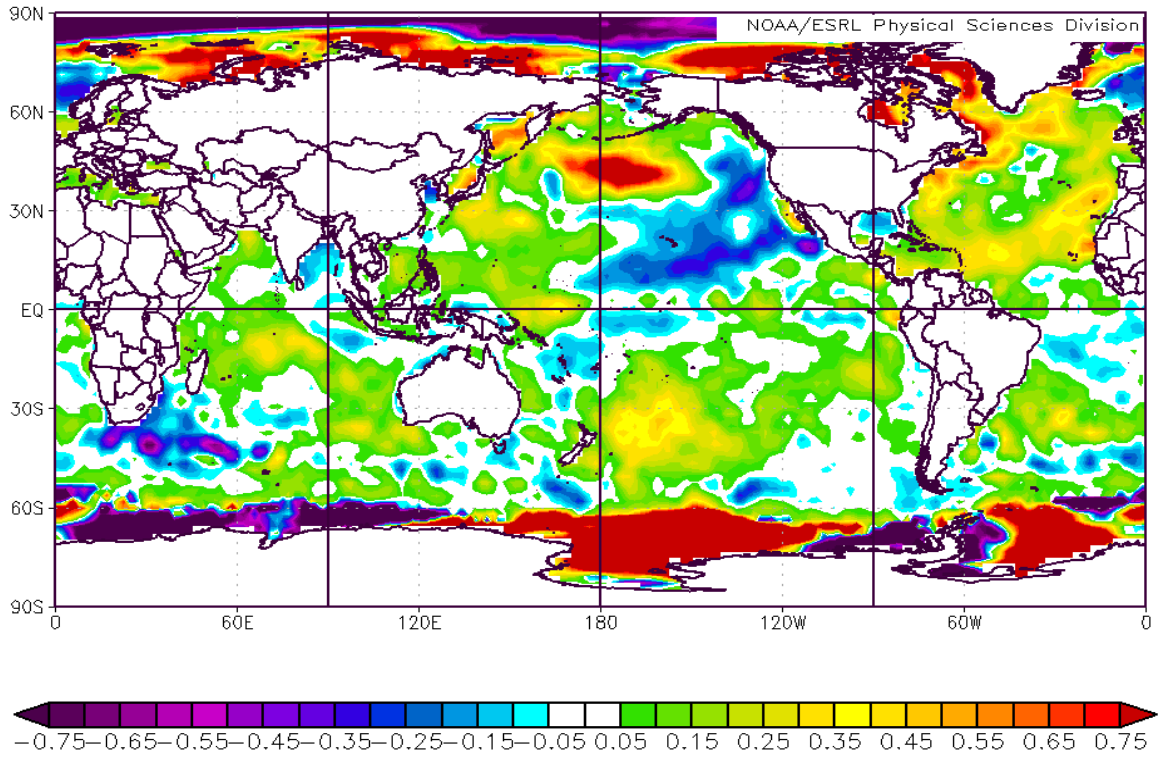 90N
NOAA/ESRL Physical Sciences Division
60N
30N
EQ
30S
60S
90S
0 60E 120E 180 120W 60W 0
−0.75 −0.65 −0.55 −0.45 −0.35 −0.25 −0.15 −0.05 0.05 0.15 0.25 0.35 0.45 0.55 0.65 0.75